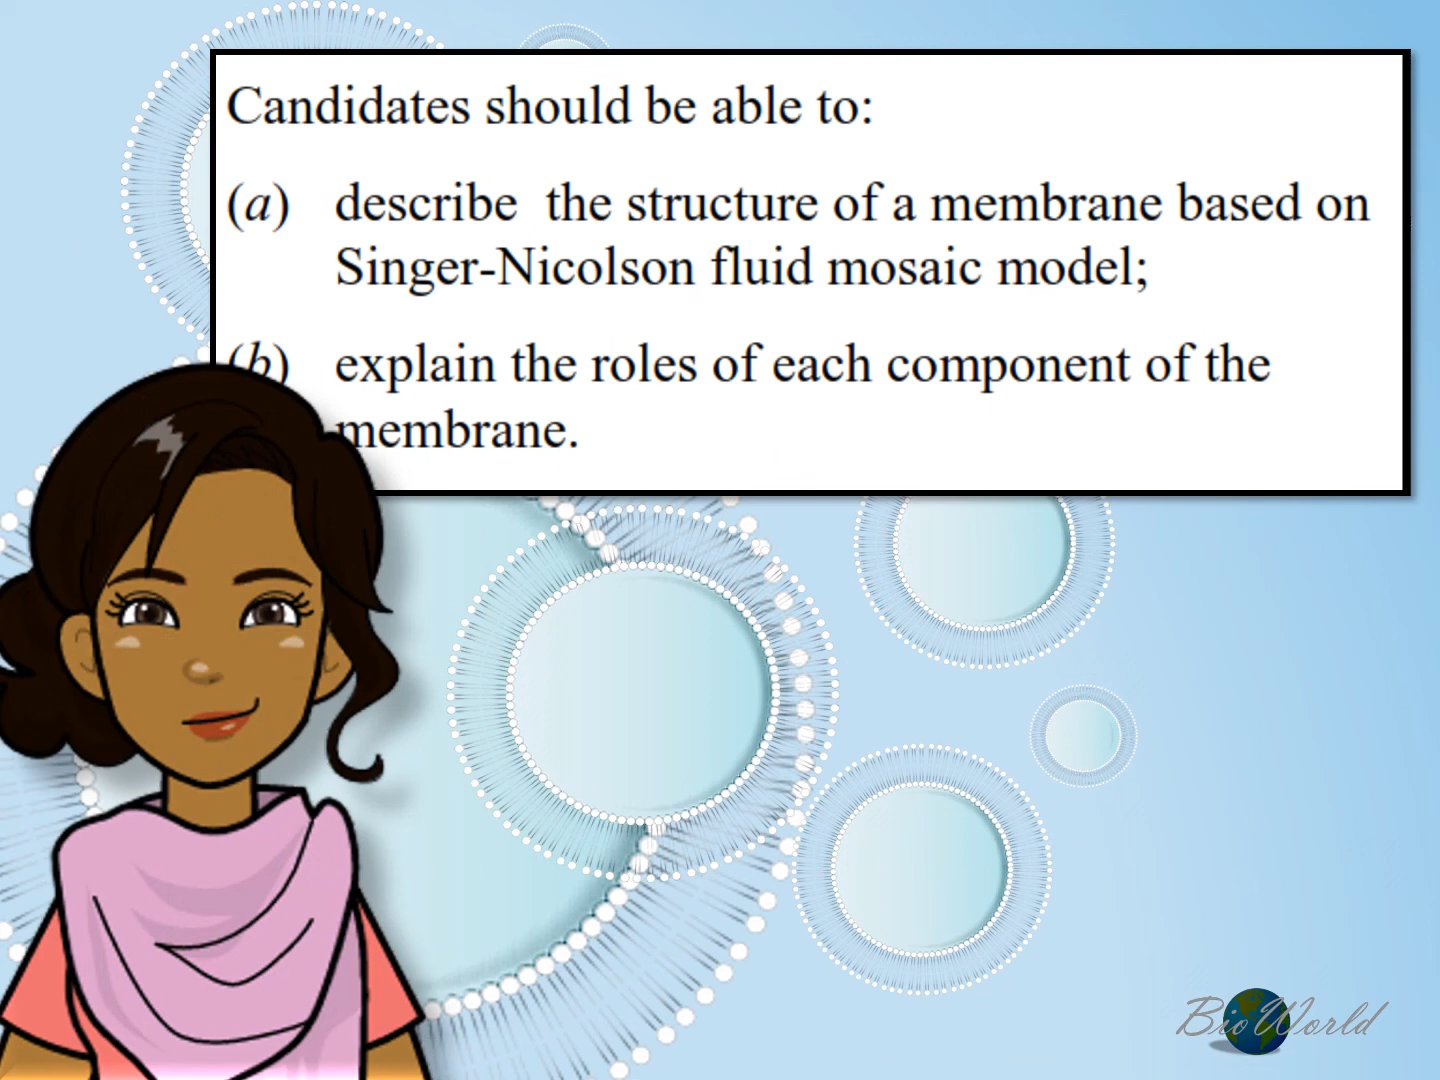 Candidates should be able to:
(a) describe the structure of a membrane based on
Singer-Nicolson fluid mosaic model;
(b) explain the roles of each component of the
membrane.
BioWorld